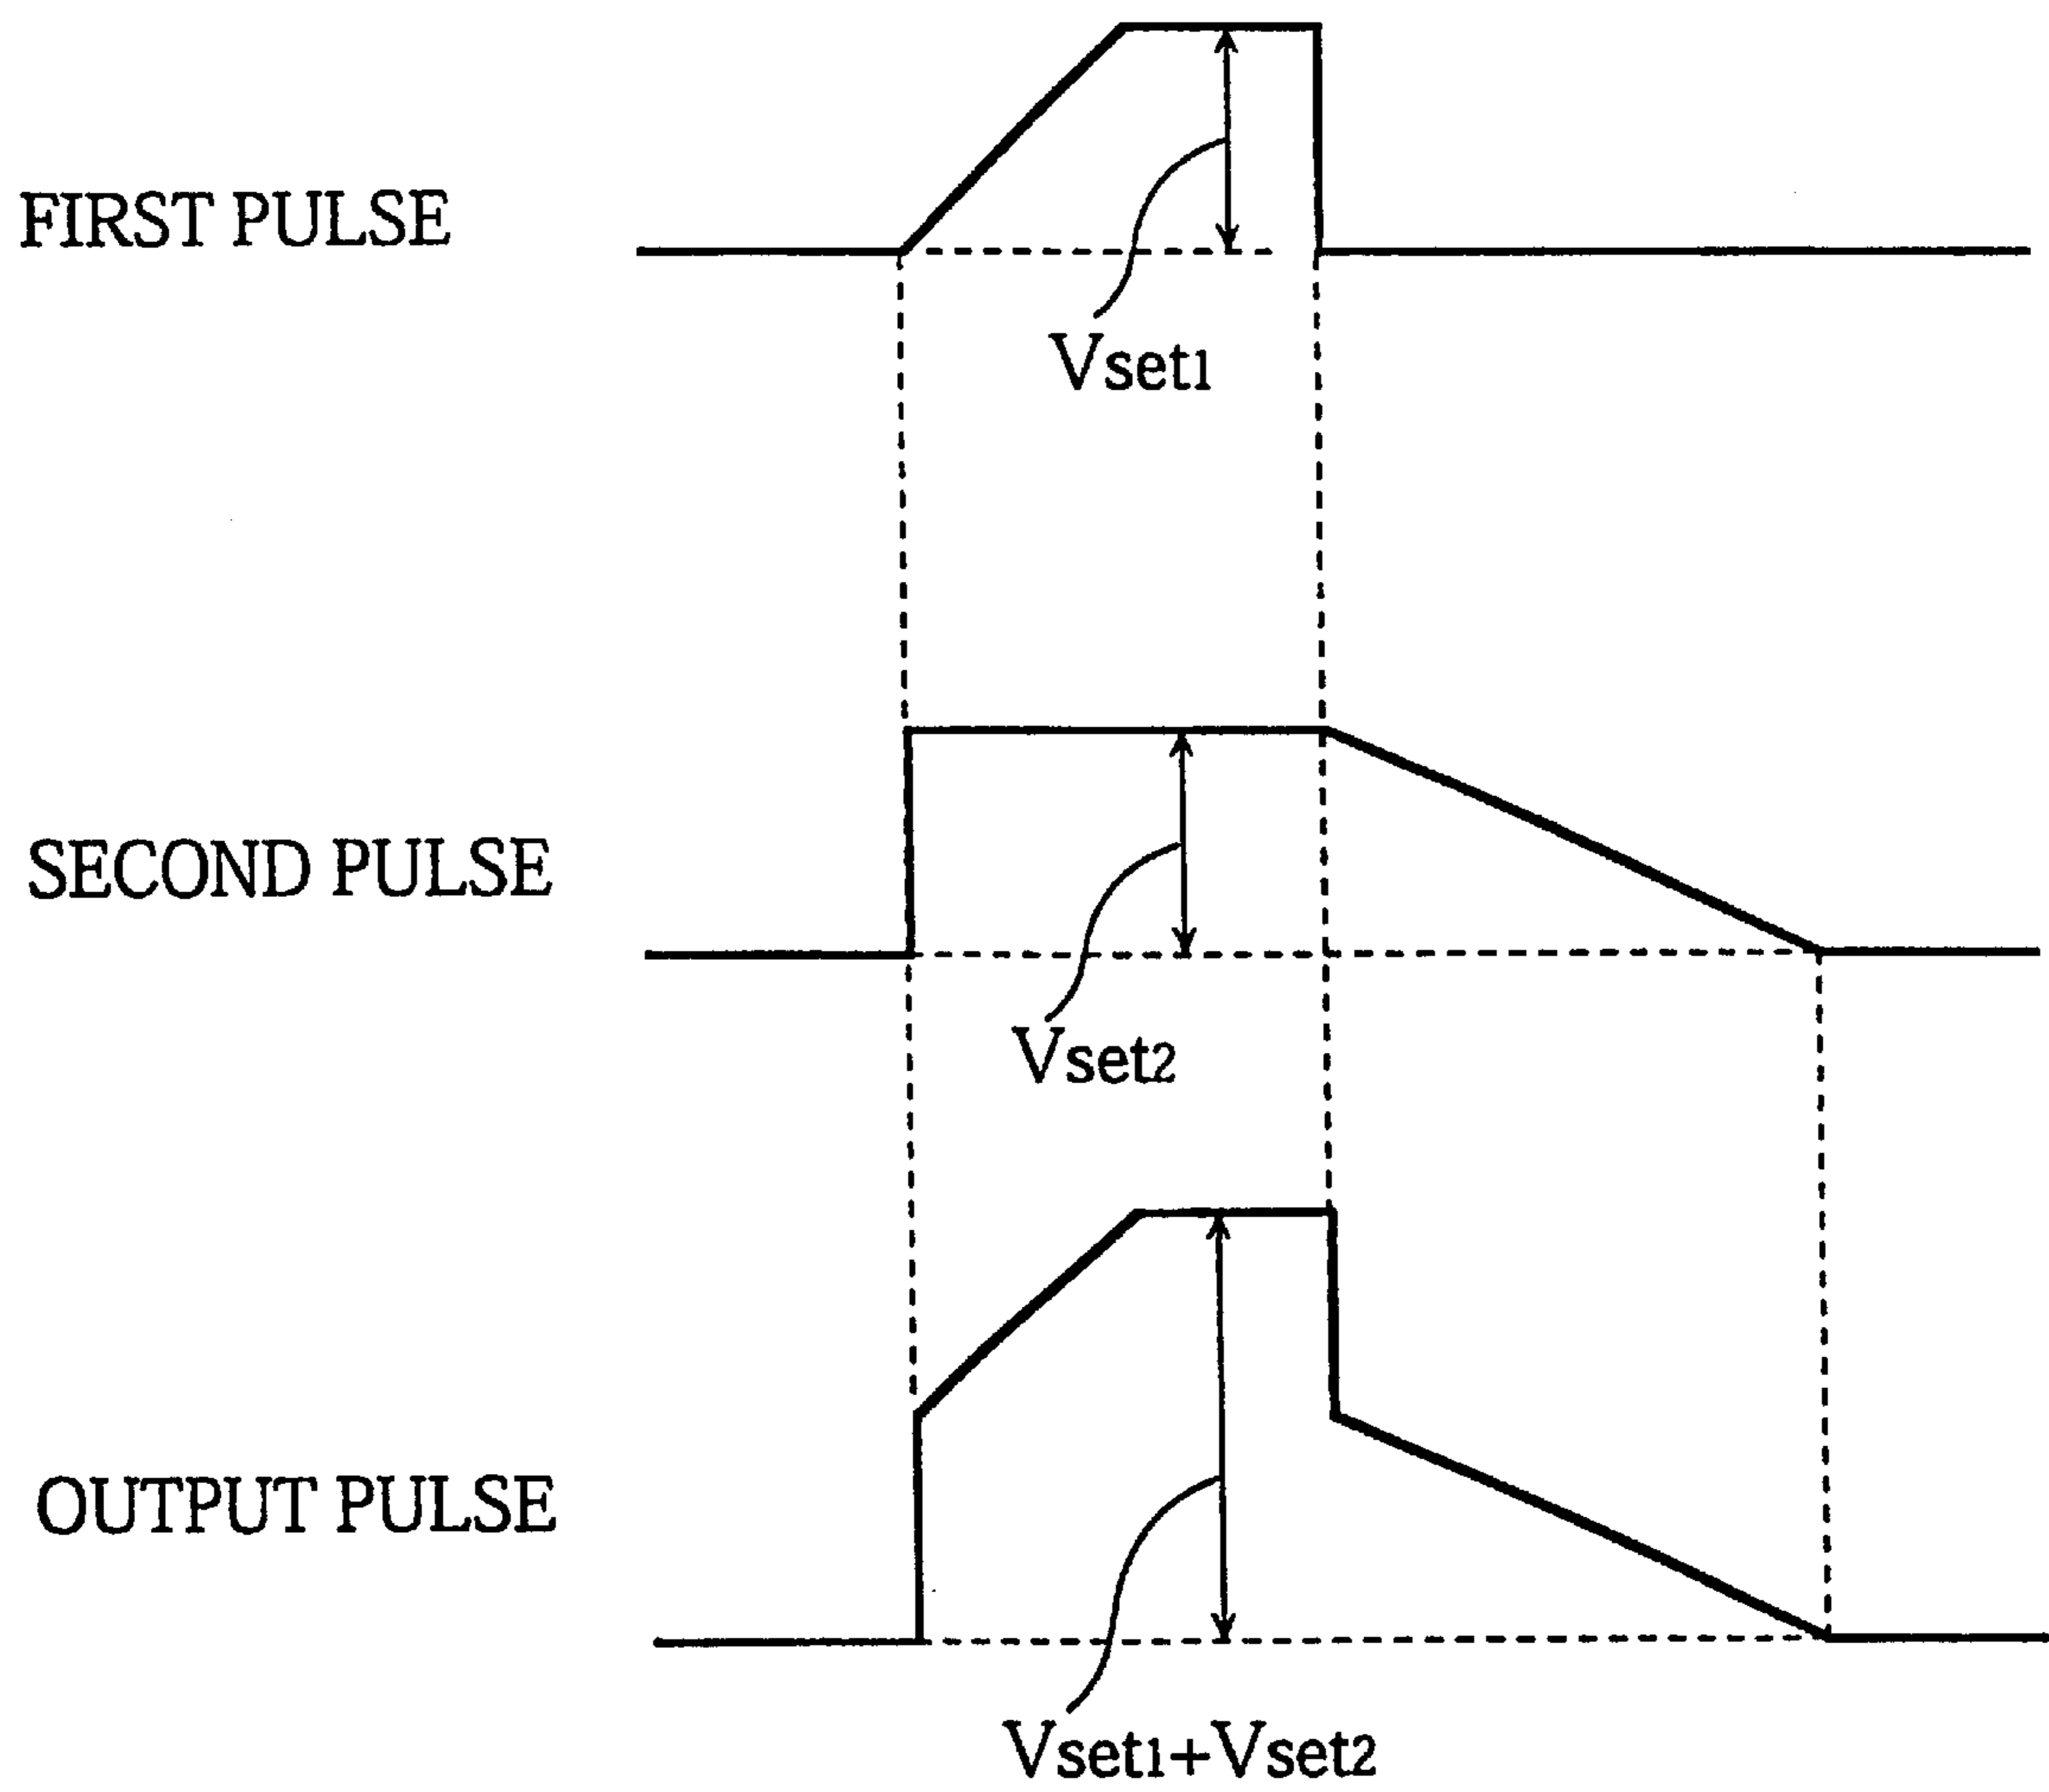 FIRST PULSE
Vset1
SECOND PULSE
Vset2
OUTPUT PULSE
Vset1+Vset2